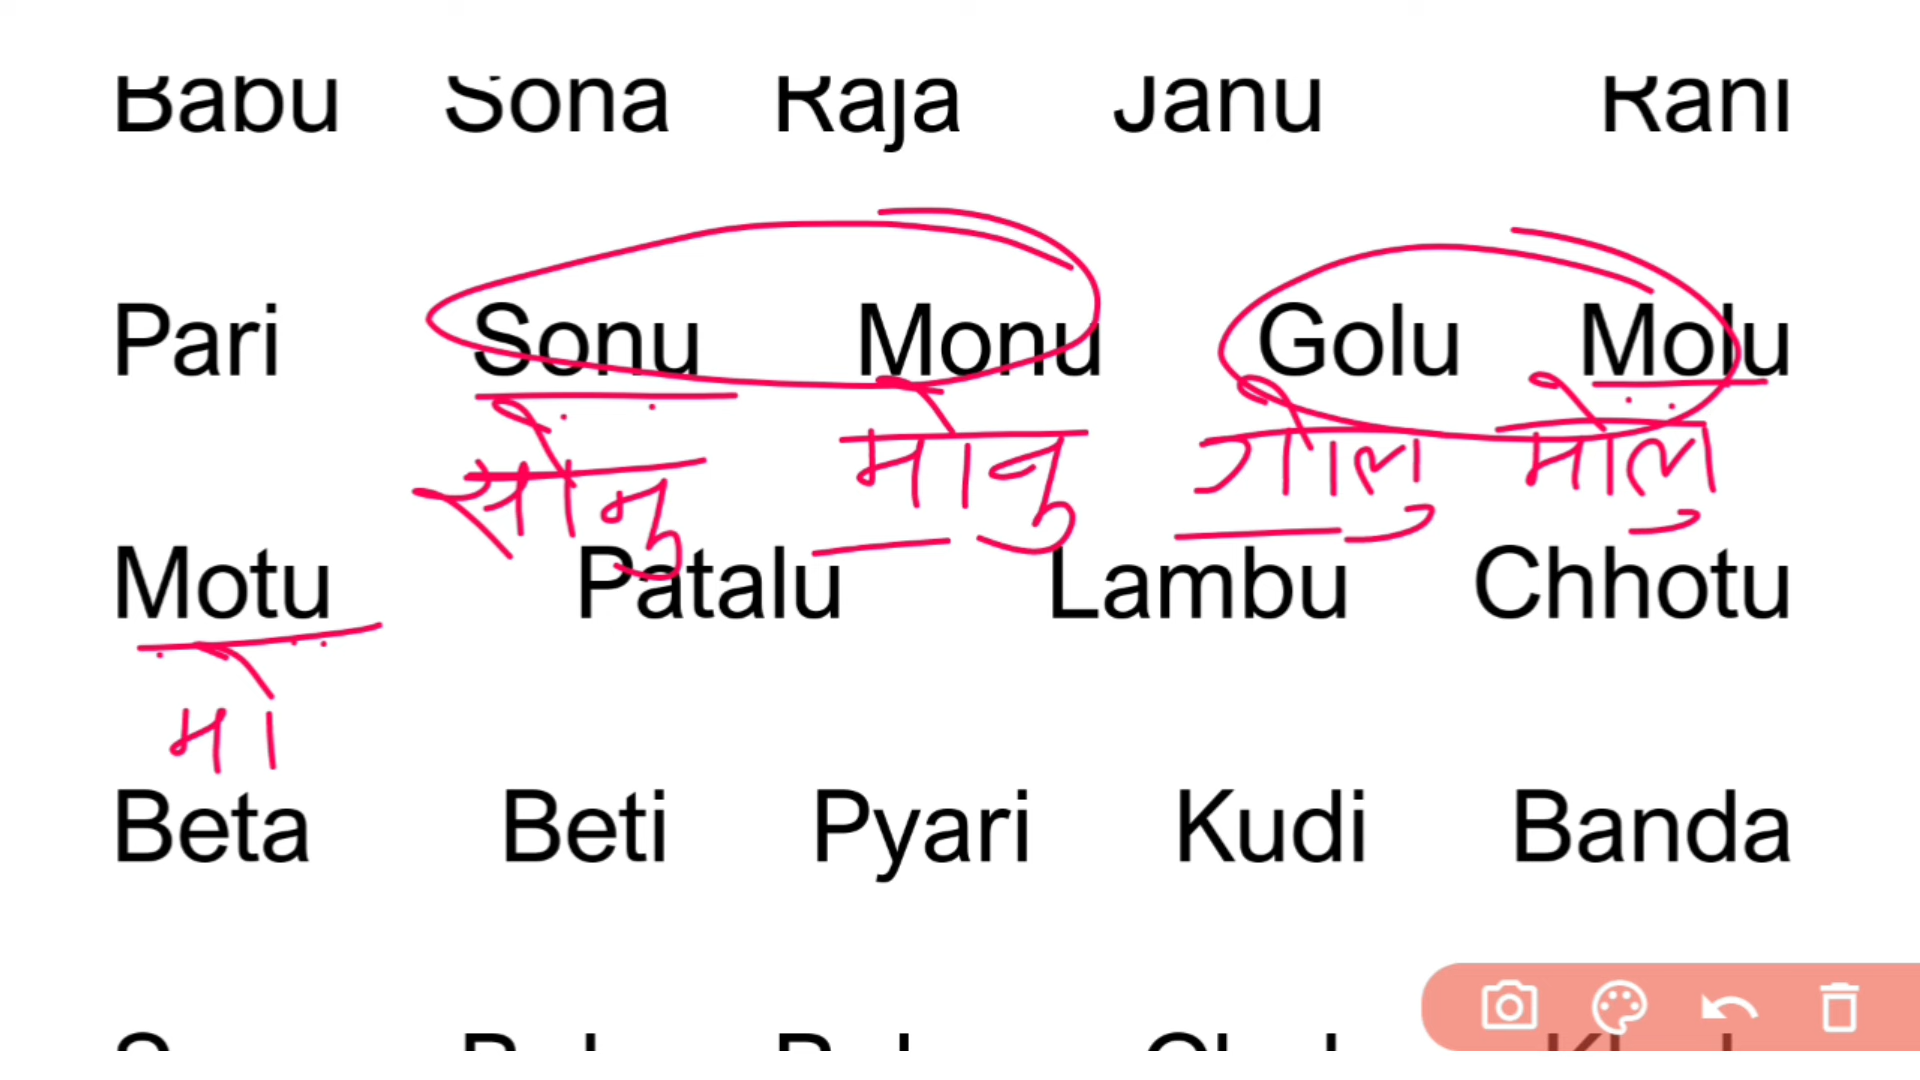 Babu Sona Raja Janu Rani
Pari Sonu Monu Golu Molu
सोनु मोनु गोलु मोलु
Motu Patalu Lambu Chhotu
मो
Beta Beti Pyari Kudi Banda